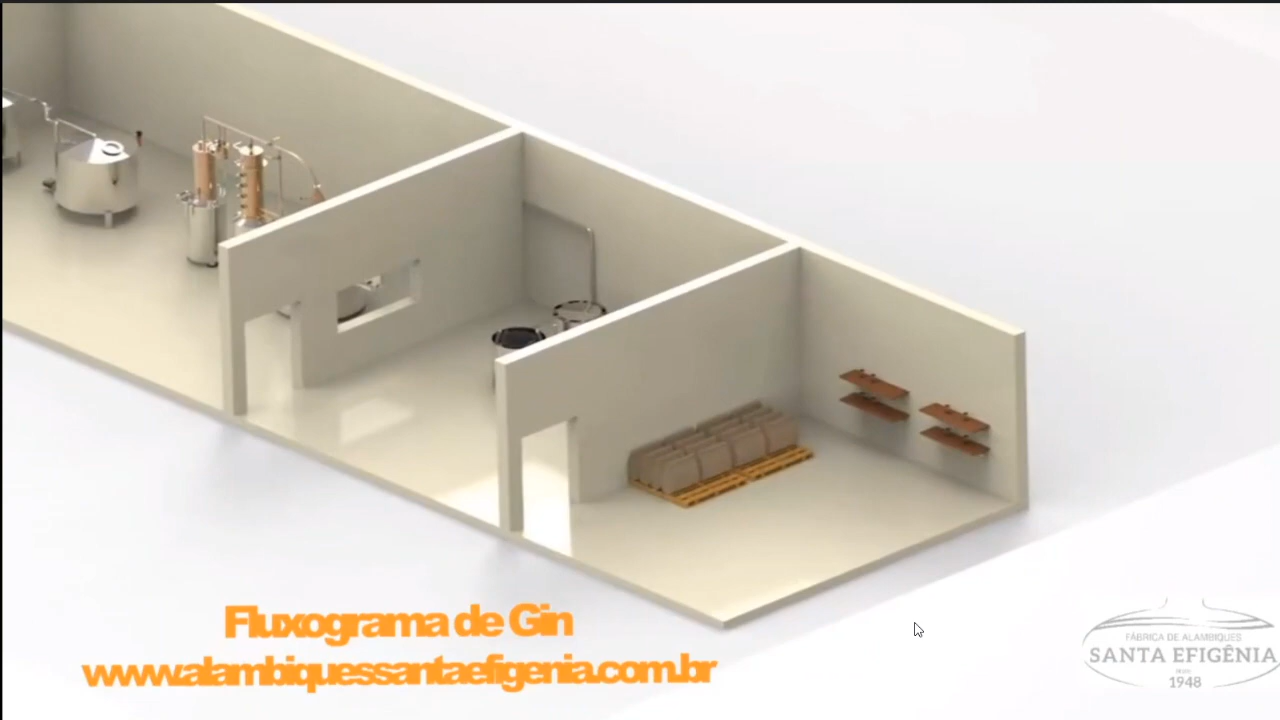 Fluxograma de Gin
www.alambiquessantaefigenia.com.br
FÁBRICA DE ALAMBIQUES
SANTA EFIGÊNIA
1948